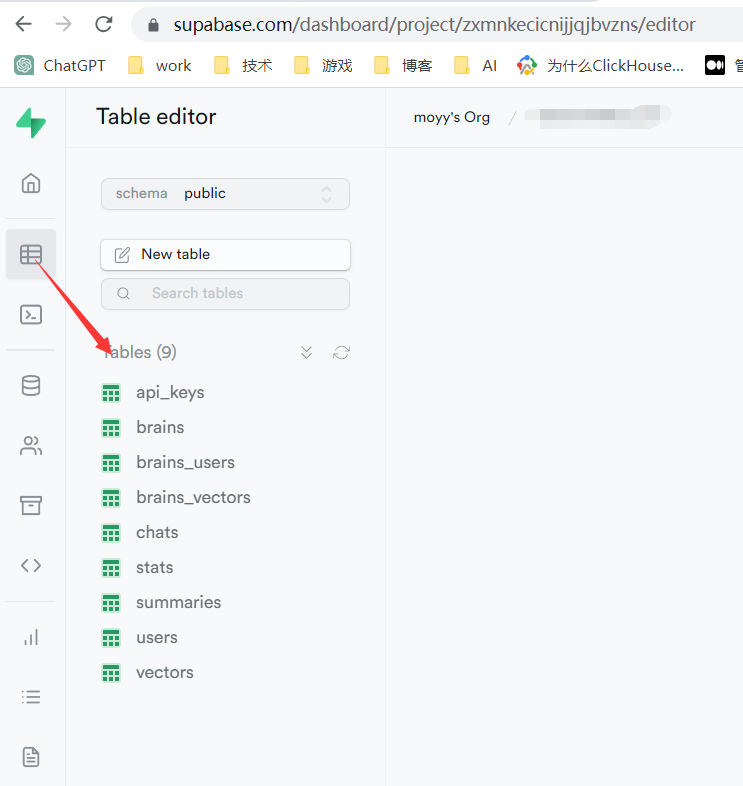 supabase.com/dashboard/project/zxmnkecicnijjqjbvzns/editor
ChatGPT work 技术 游戏 博客 AI 为什么ClickHouse...
Table editor
moyy's Org /
schema public
New table
Search tables
Tables (9)
api_keys
brains
brains_users
brains_vectors
chats
stats
summaries
users
vectors